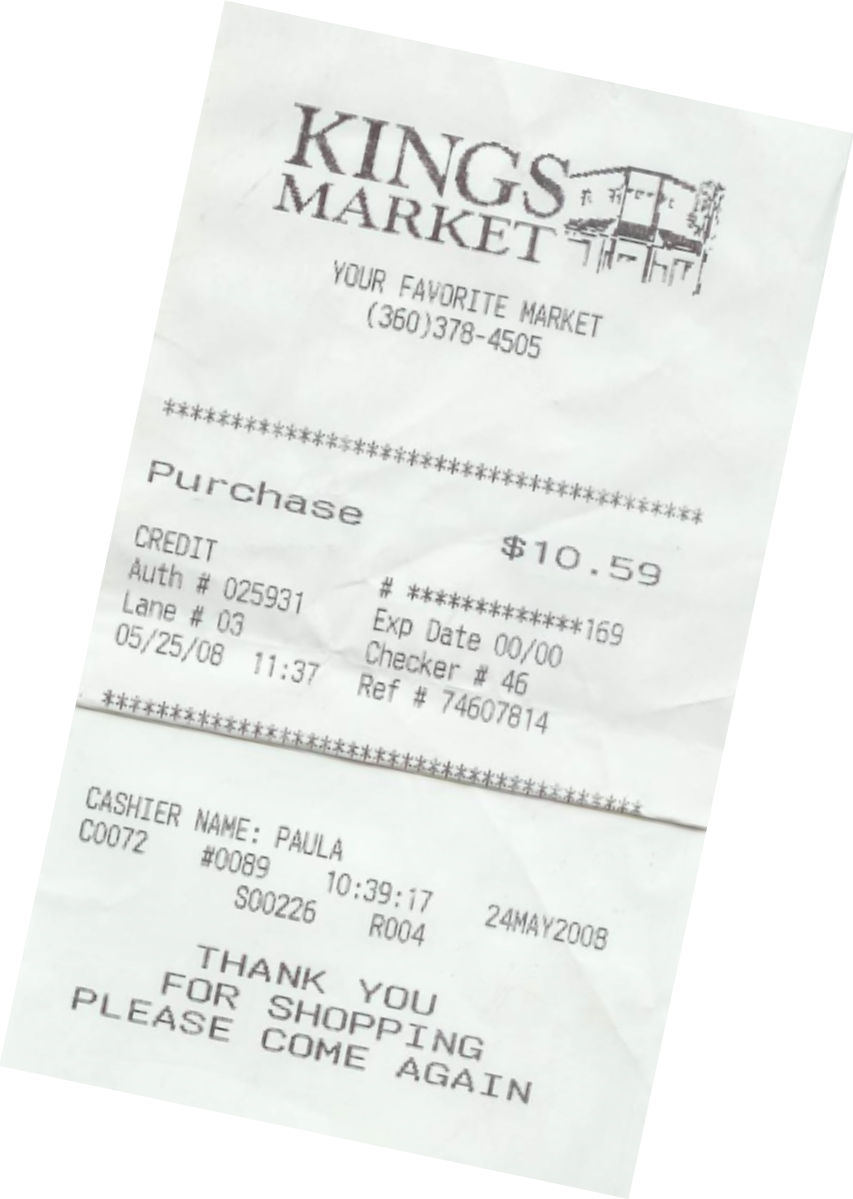 KINGS
MARKET
YOUR FAVORITE MARKET
(360)378-4505
****************************************
Purchase $10.59
CREDIT # *************169
Auth # 025931 Exp Date 00/00
Lane # 03 Checker # 46
05/25/08 11:37 Ref # 74607814
****************************************
CASHIER NAME: PAULA
C0072 #0089 10:39:17 24MAY2008
S00226 R004
THANK YOU
FOR SHOPPING
PLEASE COME AGAIN